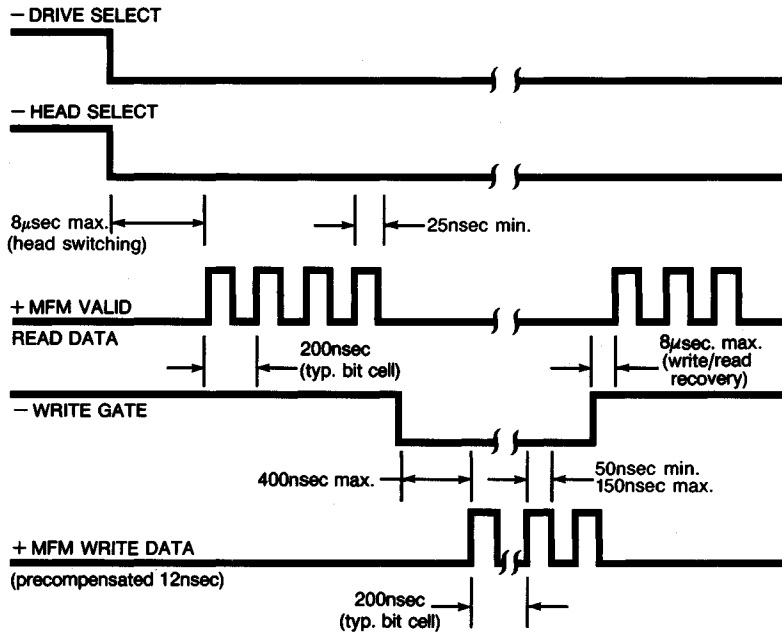 − DRIVE SELECT
− HEAD SELECT
8μsec max.
(head switching)
25nsec min.
+ MFM VALID
READ DATA
200nsec
(typ. bit cell)
8μsec. max.
(write/read
recovery)
− WRITE GATE
400nsec max.
50nsec min.
150nsec max.
+ MFM WRITE DATA
(precompensated 12nsec)
200nsec
(typ. bit cell)